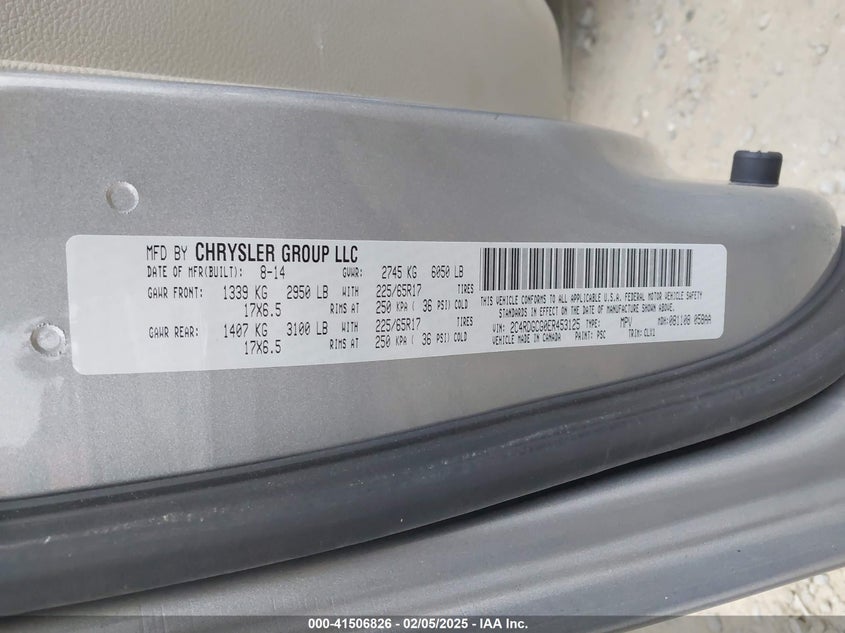 MFD BY CHRYSLER GROUP LLC
DATE OF MFR(BUILT): 8-14 GVWR: 2745 KG 6050 LB
GAWR FRONT: 1339 KG 2950 LB WITH 225/65R17 TIRES
17X6.5 RIMS AT 250 KPA ( 36 PSI) COLD
GAWR REAR: 1407 KG 3100 LB WITH 225/65R17 TIRES
17X6.5 RIMS AT 250 KPA ( 36 PSI) COLD
THIS VEHICLE CONFORMS TO ALL APPLICABLE U.S.A. FEDERAL MOTOR VEHICLE SAFETY
STANDARDS IN EFFECT ON THE DATE OF MANUFACTURE SHOWN ABOVE.
VIN: 2C4RDGCG0ER453125 TYPE: MPV MDH: 081108 058AA
VEHICLE MADE IN CANADA PAINT: PSC TRIM: CLV1
000-41506826 - 02/05/2025 - IAA Inc.